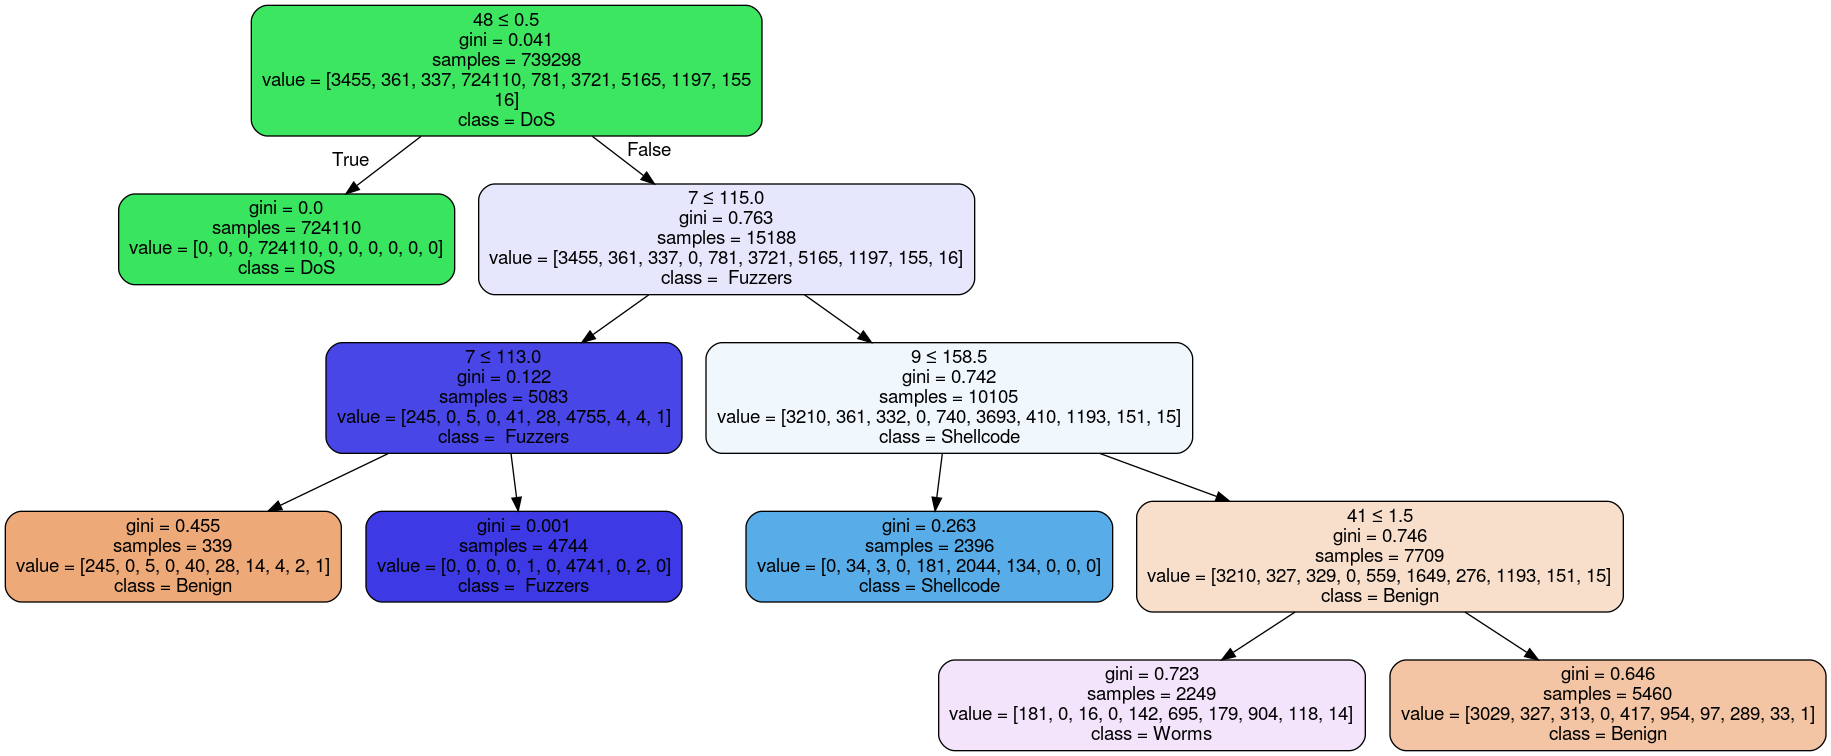 48 ≤ 0.5
gini = 0.041
samples = 739298
value = [3455, 361, 337, 724110, 781, 3721, 5165, 1197, 155
16]
class = DoS
True
False
gini = 0.0
samples = 724110
value = [0, 0, 0, 724110, 0, 0, 0, 0, 0, 0]
class = DoS
7 ≤ 115.0
gini = 0.763
samples = 15188
value = [3455, 361, 337, 0, 781, 3721, 5165, 1197, 155, 16]
class =  Fuzzers
7 ≤ 113.0
gini = 0.122
samples = 5083
value = [245, 0, 5, 0, 41, 28, 4755, 4, 4, 1]
class =  Fuzzers
9 ≤ 158.5
gini = 0.742
samples = 10105
value = [3210, 361, 332, 0, 740, 3693, 410, 1193, 151, 15]
class = Shellcode
gini = 0.455
samples = 339
value = [245, 0, 5, 0, 40, 28, 14, 4, 2, 1]
class = Benign
gini = 0.001
samples = 4744
value = [0, 0, 0, 0, 1, 0, 4741, 0, 2, 0]
class =  Fuzzers
gini = 0.263
samples = 2396
value = [0, 34, 3, 0, 181, 2044, 134, 0, 0, 0]
class = Shellcode
41 ≤ 1.5
gini = 0.746
samples = 7709
value = [3210, 327, 329, 0, 559, 1649, 276, 1193, 151, 15]
class = Benign
gini = 0.723
samples = 2249
value = [181, 0, 16, 0, 142, 695, 179, 904, 118, 14]
class = Worms
gini = 0.646
samples = 5460
value = [3029, 327, 313, 0, 417, 954, 97, 289, 33, 1]
class = Benign